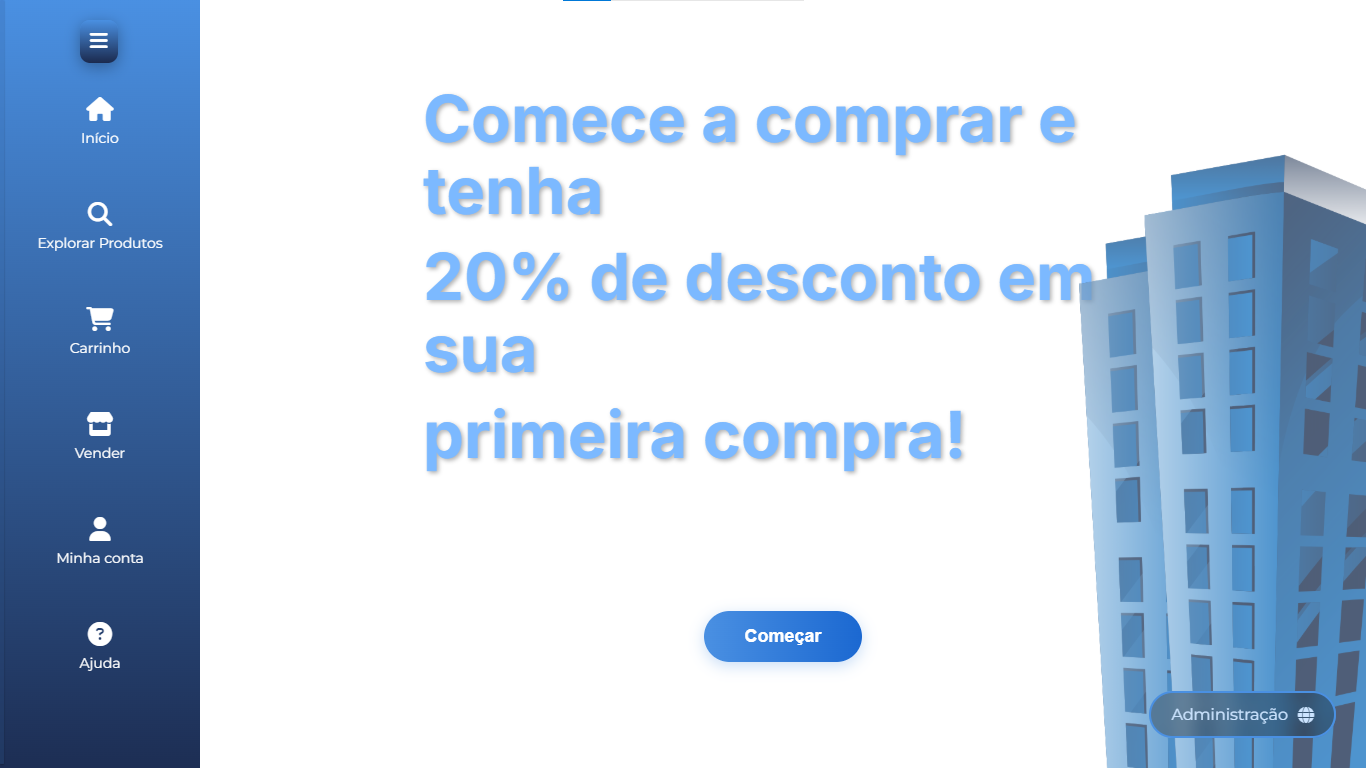 Início
Explorar Produtos
Carrinho
Vender
Minha conta
Ajuda
Comece a comprar e
tenha
20% de desconto em
sua
primeira compra!
Começar
Administração